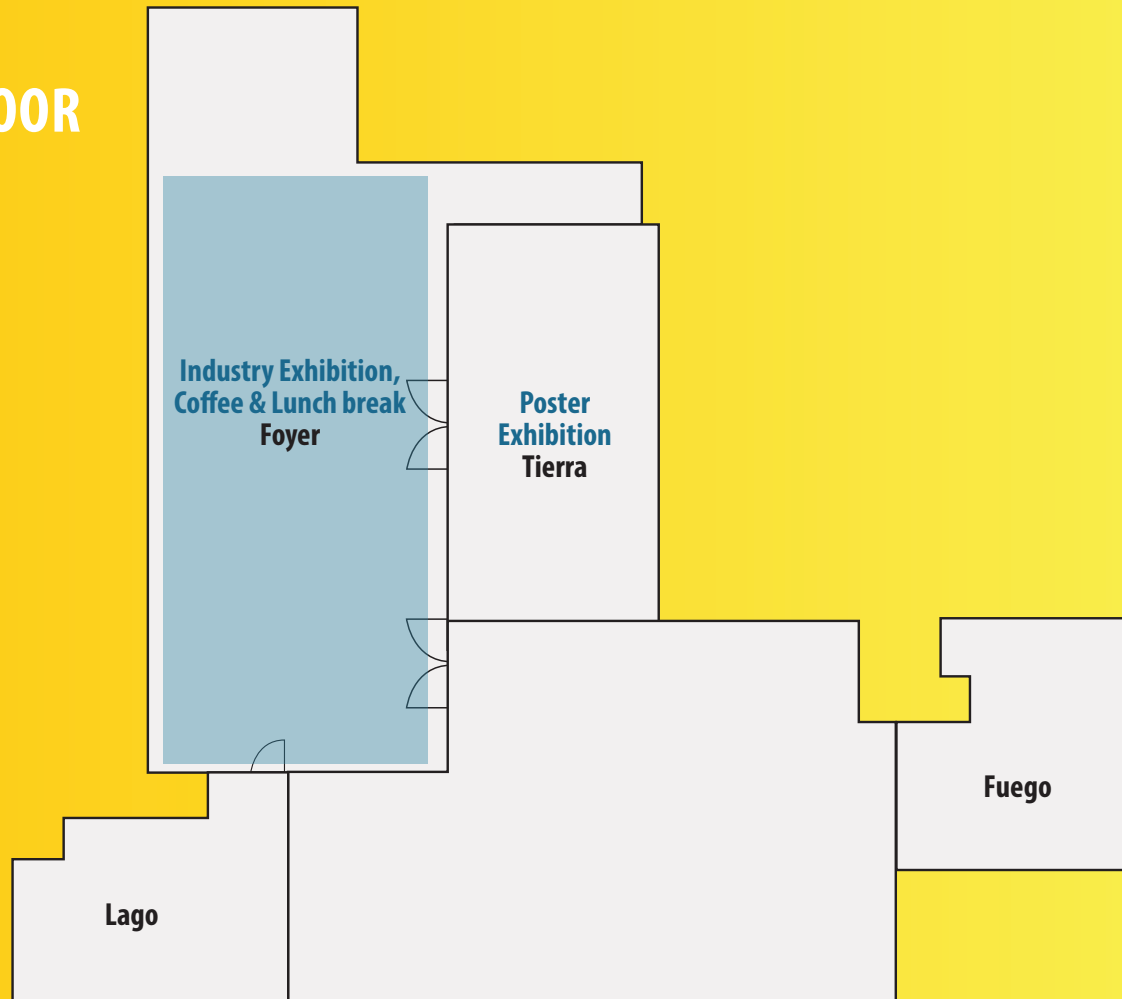 OOR
Industry Exhibition,
Coffee & Lunch break
Foyer
Poster
Exhibition
Tierra
Fuego
Lago